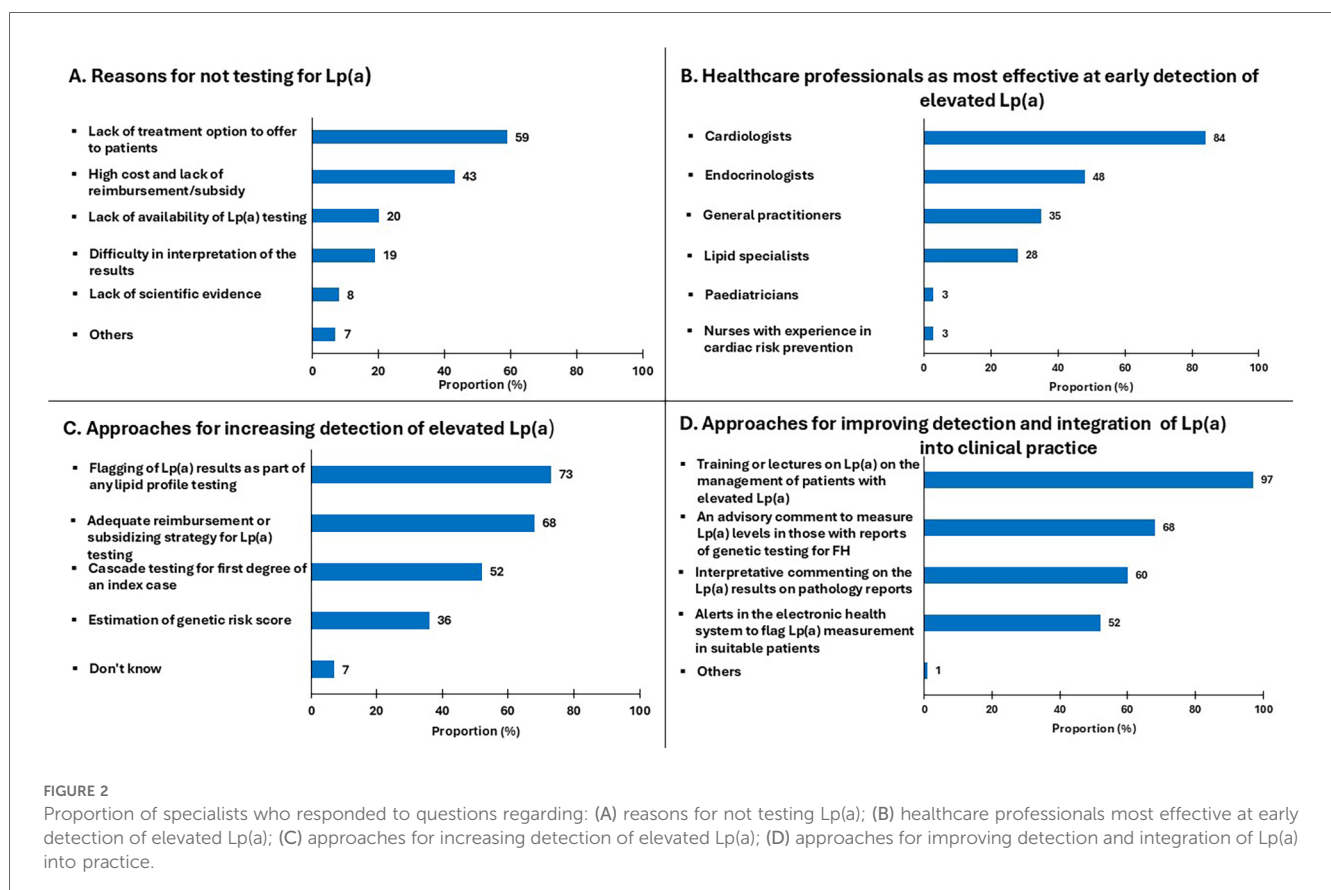 A. Reasons for not testing for Lp(a)
▪ Lack of treatment option to offer
to patients
59
▪ High cost and lack of
reimbursement/subsidy
43
▪ Lack of availability of Lp(a) testing
20
▪ Difficulty in interpretation of the
results
19
▪ Lack of scientific evidence
8
▪ Others
7
0 20 40 60 80 100
Proportion (%)
B. Healthcare professionals as most effective at early detection of
elevated Lp(a)
▪ Cardiologists
84
▪ Endocrinologists
48
▪ General practitioners
35
▪ Lipid specialists
28
▪ Paediatricians
3
▪ Nurses with experience in
cardiac risk prevention
3
0 20 40 60 80 100
Proportion (%)
C. Approaches for increasing detection of elevated Lp(a)
▪ Flagging of Lp(a) results as part of
any lipid profile testing
73
▪ Adequate reimbursement or
subsidizing strategy for Lp(a)
testing
68
▪ Cascade testing for first degree of
an index case
52
▪ Estimation of genetic risk score
36
▪ Don't know
7
0 20 40 60 80 100
Proportion (%)
D. Approaches for improving detection and integration of Lp(a)
into clinical practice
▪ Training or lectures on Lp(a) on the
management of patients with
elevated Lp(a)
97
▪ An advisory comment to measure
Lp(a) levels in those with reports
of genetic testing for FH
68
▪ Interpretative commenting on the
Lp(a) results on pathology reports
60
▪ Alerts in the electronic health
system to flag Lp(a) measurement
in suitable patients
52
▪ Others
1
0 20 40 60 80 100
Proportion (%)
FIGURE 2
Proportion of specialists who responded to questions regarding: (A) reasons for not testing Lp(a); (B) healthcare professionals most effective at early
detection of elevated Lp(a); (C) approaches for increasing detection of elevated Lp(a); (D) approaches for improving detection and integration of Lp(a)
into practice.